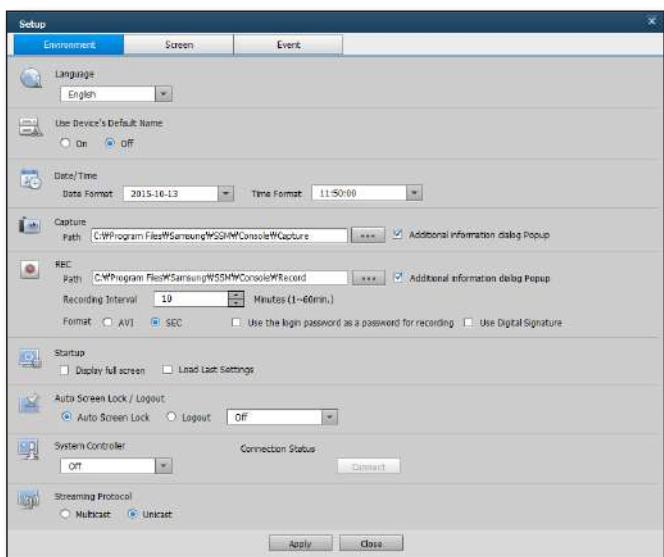 Setup
Environment Screen Event
Language
English
Use Device's Default Name
On Off
Date/Time
Date Format 2015-10-13 Time Format 11:50:00
Capture
Path C:₩Program Files₩Samsung₩SSM₩Console₩Capture ... Additional information dialog Popup
REC
Path C:₩Program Files₩Samsung₩SSM₩Console₩Record ... Additional information dialog Popup
Recording Interval 10 Minutes (1~60min.)
Format AVI SEC Use the login password as a password for recording Use Digital Signature
Startup
Display full screen Load Last Settings
Auto Screen Lock / Logout
Auto Screen Lock Logout Off
System Controller Connection Status
Off Connect
Streaming Protocol
Multicast Unicast
Apply Close